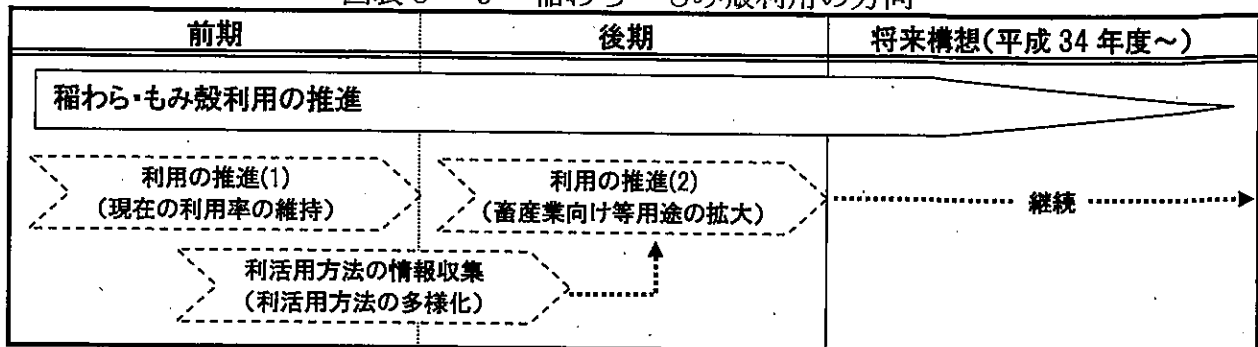 前期
後期
将来構想(平成34年度～)
稲わら・もみ殻利用の推進
利用の推進(1)
(現在の利用率の維持)
利用の推進(2)
(畜産業向け等用途の拡大)
継続
利活用方法の情報収集
(利活用方法の多様化)